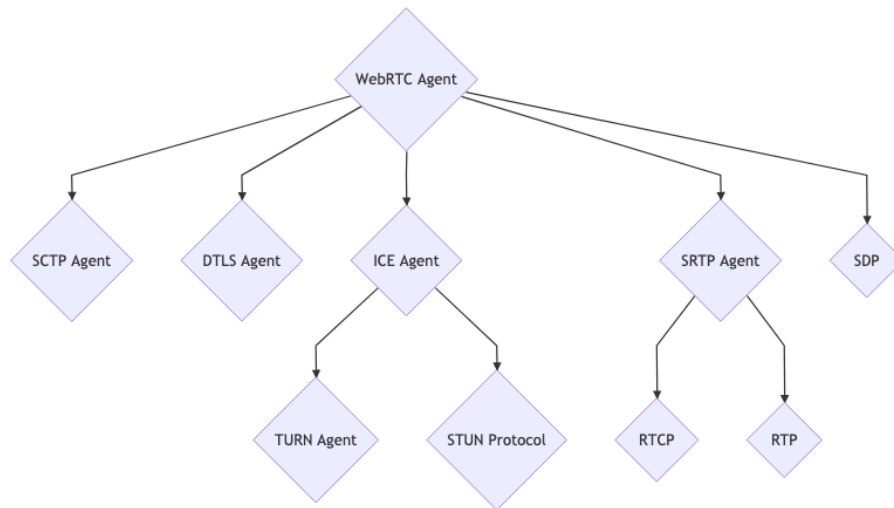 WebRTC Agent
SCTP Agent
DTLS Agent
ICE Agent
SRTP Agent
SDP
TURN Agent
STUN Protocol
RTCP
RTP